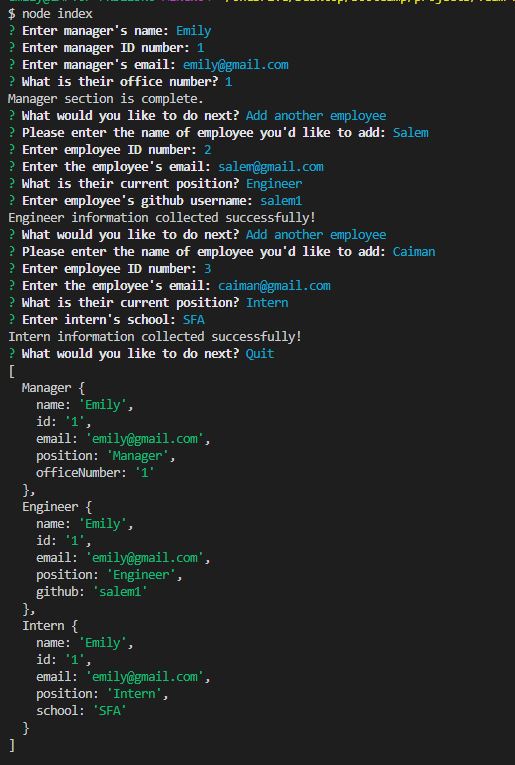 $ node index
? Enter manager's name: Emily
? Enter manager ID number: 1
? Enter manager's email: emily@gmail.com
? What is their office number? 1
Manager section is complete.
? What would you like to do next? Add another employee
? Please enter the name of employee you'd like to add: Salem
? Enter employee ID number: 2
? Enter the employee's email: salem@gmail.com
? What is their current position? Engineer
? Enter employee's github username: salem1
Engineer information collected successfully!
? What would you like to do next? Add another employee
? Please enter the name of employee you'd like to add: Caiman
? Enter employee ID number: 3
? Enter the employee's email: caiman@gmail.com
? What is their current position? Intern
? Enter intern's school: SFA
Intern information collected successfully!
? What would you like to do next? Quit
[
  Manager {
    name: 'Emily',
    id: '1',
    email: 'emily@gmail.com',
    position: 'Manager',
    officeNumber: '1'
  },
  Engineer {
    name: 'Emily',
    id: '1',
    email: 'emily@gmail.com',
    position: 'Engineer',
    github: 'salem1'
  },
  Intern {
    name: 'Emily',
    id: '1',
    email: 'emily@gmail.com',
    position: 'Intern',
    school: 'SFA'
  }
]